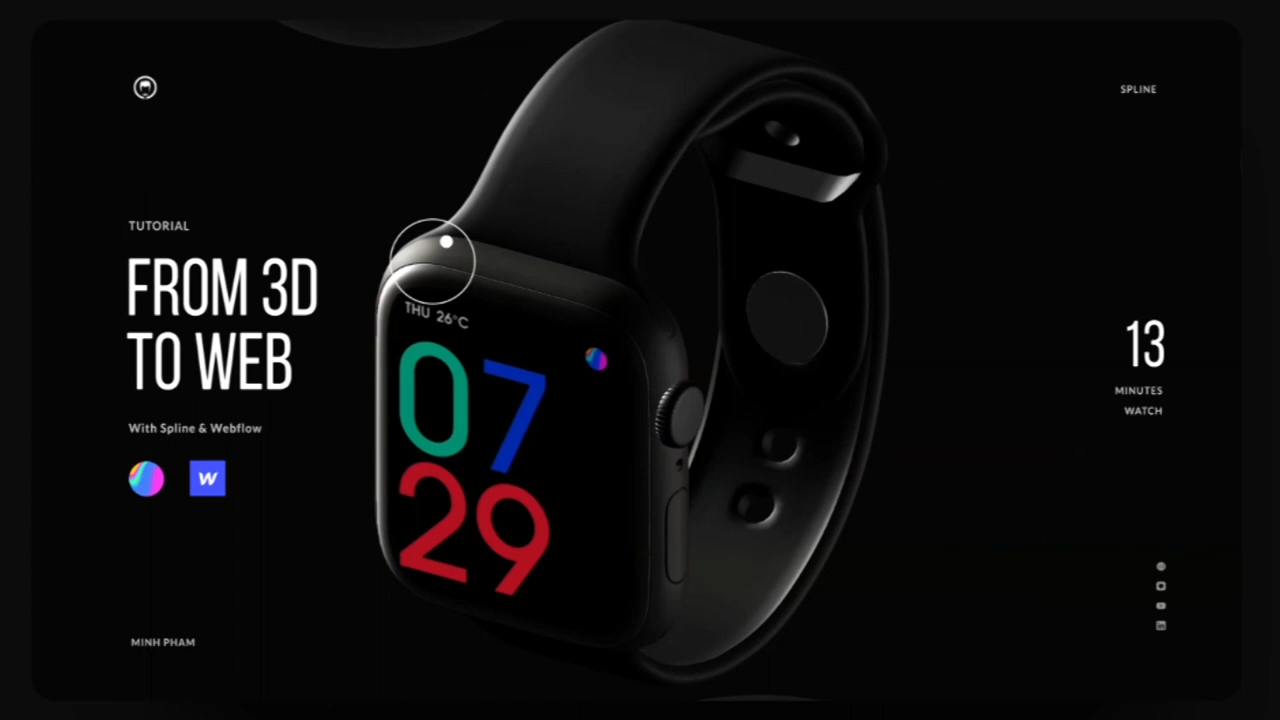 SPLINE
TUTORIAL
FROM 3D
TO WEB
With Spline & Webflow
W
MINH PHAM
THU 26°C
07
29
13
MINUTES
WATCH